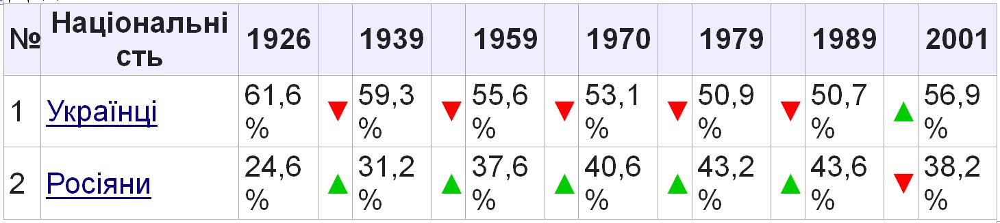 № Національні
сть 1926 1939 1959 1970 1979 1989 2001
1 Українці 61,6
% ▼ 59,3
% ▼ 55,6
% ▼ 53,1
% ▼ 50,9
% ▼ 50,7
% ▲ 56,9
%
2 Росіяни 24,6
% ▲ 31,2
% ▲ 37,6
% ▲ 40,6
% ▲ 43,2
% ▲ 43,6
% ▼ 38,2
%